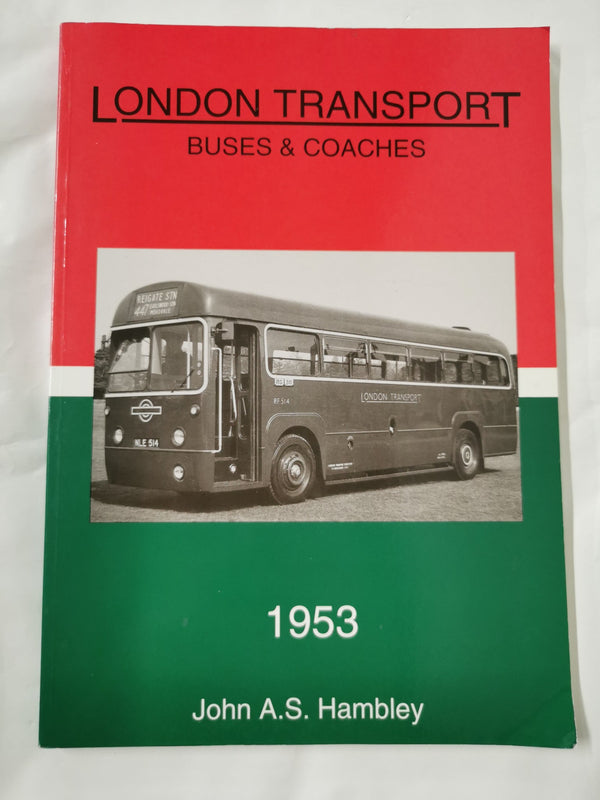 LONDON TRANSPORT
BUSES & COACHES
REIGATE STN
447
RF 514
LONDON TRANSPORT
NLE 514
1953
John A.S. Hambley